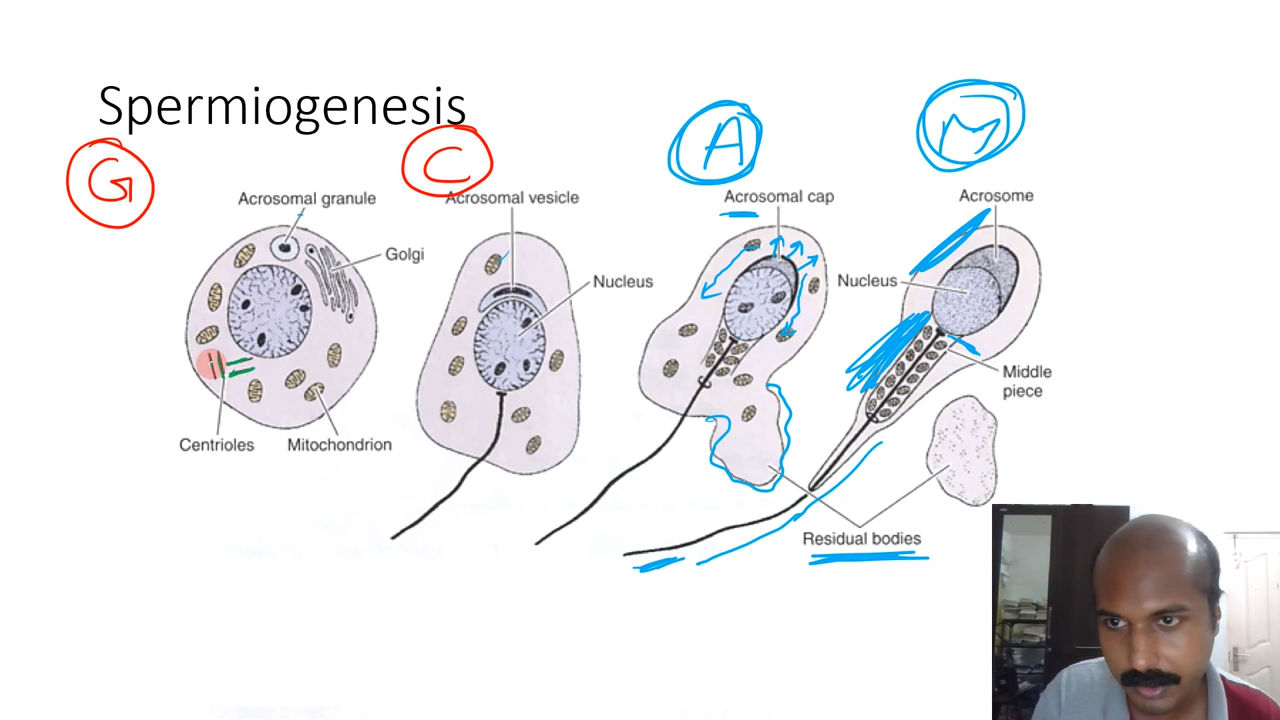 Spermiogenesis
G
C
A
M
Acrosomal granule
Acrosomal vesicle
Acrosomal cap
Acrosome
Golgi
Nucleus
Nucleus
Middle
piece
Centrioles
Mitochondrion
Residual bodies